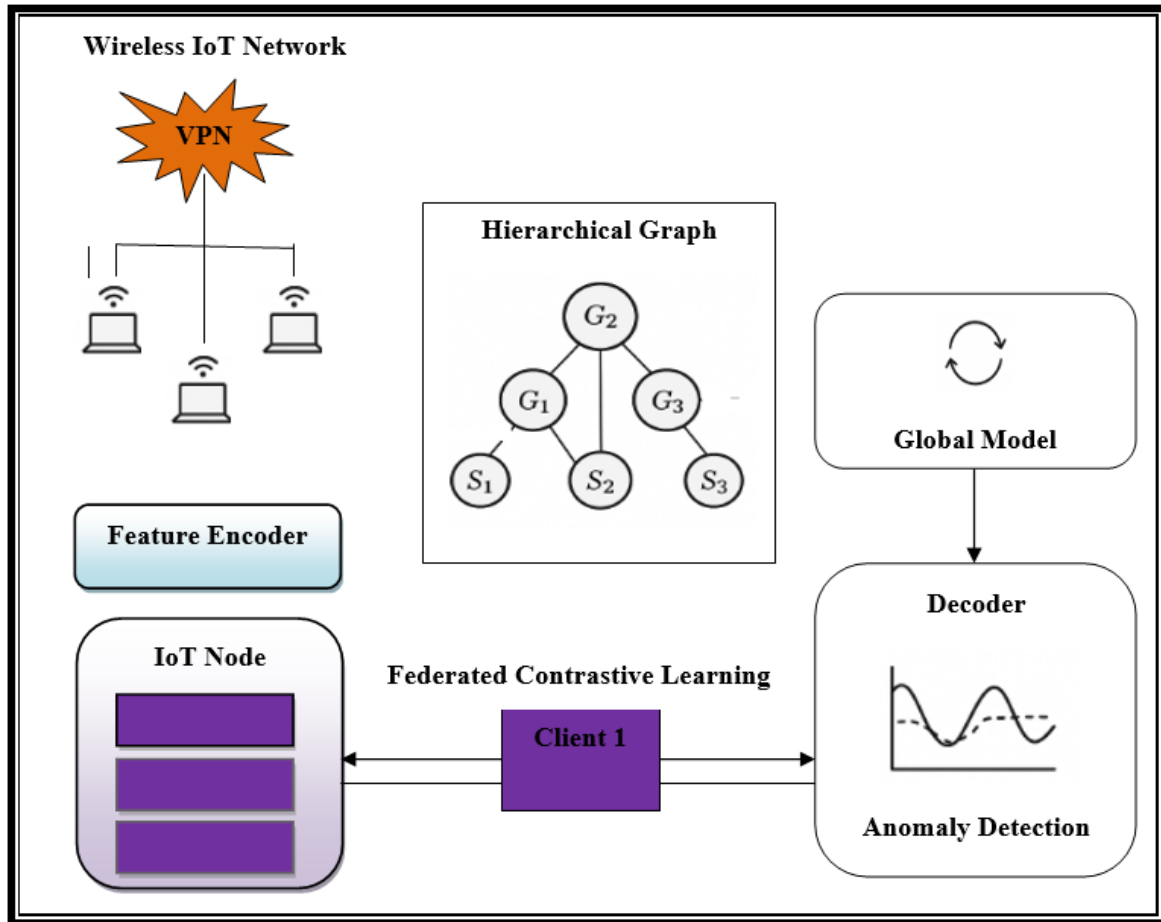 Wireless IoT Network
VPN
Hierarchical Graph
G₂
G₁
G₃
S₁
S₂
S₃
Global Model
Feature Encoder
Decoder
IoT Node
Federated Contrastive Learning
Client 1
Anomaly Detection